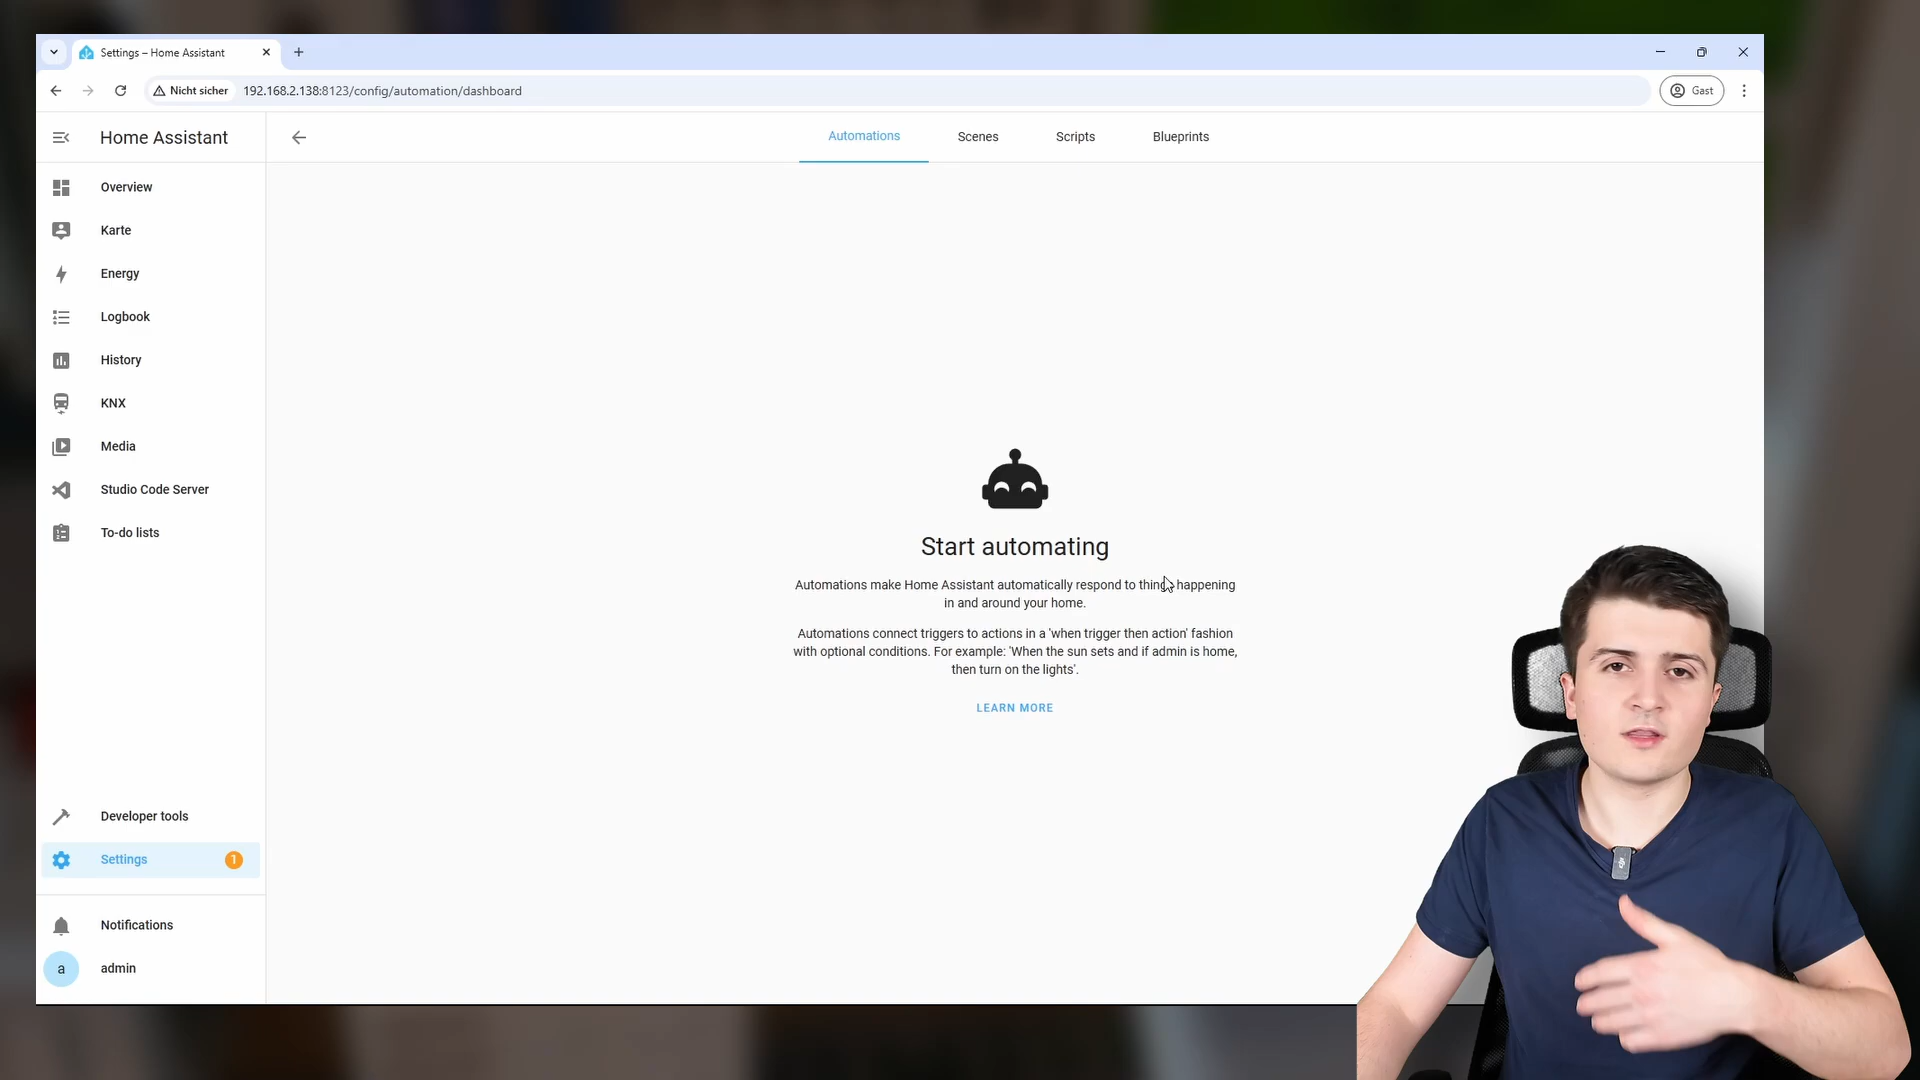 Settings – Home Assistant
Nicht sicher
192.168.2.138:8123/config/automation/dashboard
Gast
Home Assistant
Automations
Scenes
Scripts
Blueprints
Overview
Karte
Energy
Logbook
History
KNX
Media
Studio Code Server
To-do lists
Start automating
Automations make Home Assistant automatically respond to things happening
in and around your home.
Automations connect triggers to actions in a 'when trigger then action' fashion
with optional conditions. For example: 'When the sun sets and if admin is home,
then turn on the lights'.
LEARN MORE
Developer tools
Settings
1
Notifications
a
admin